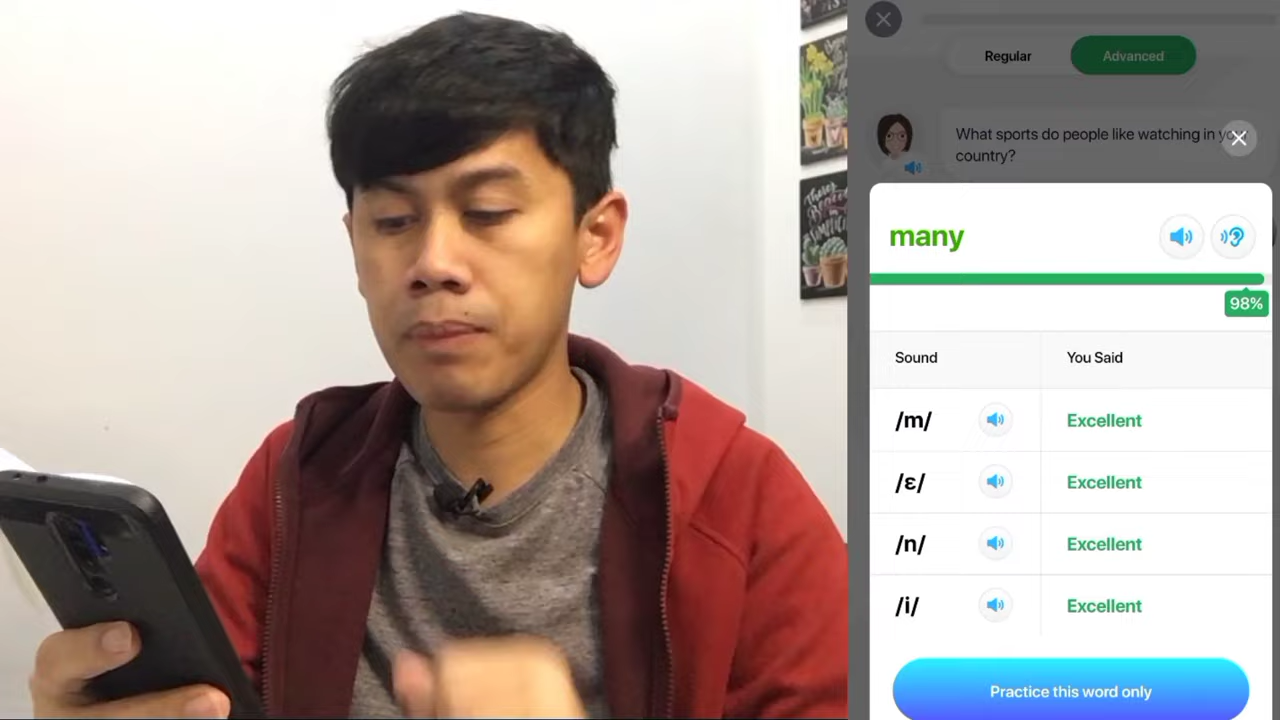 Regular
Advanced
What sports do people like watching in
country?
many
98%
Sound
You Said
/m/
Excellent
/ɛ/
Excellent
/n/
Excellent
/i/
Excellent
Practice this word only